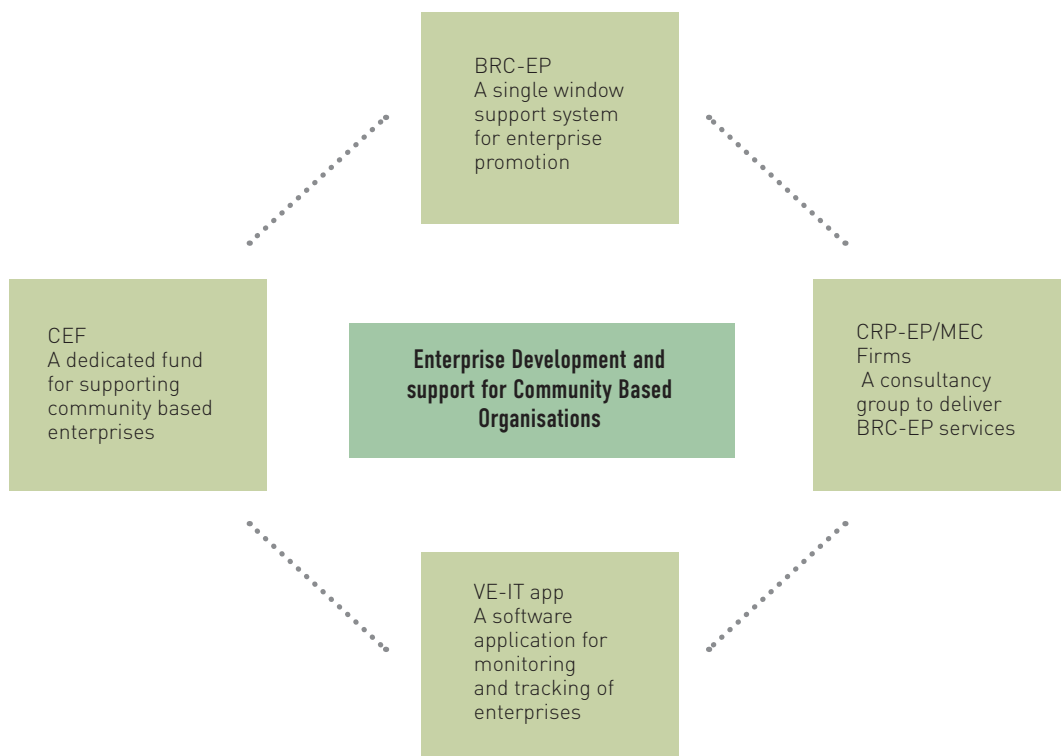 BRC-EP
A single window
support system
for enterprise
promotion
CEF
A dedicated fund
for supporting
community based
enterprises
Enterprise Development and
support for Community Based
Organisations
CRP-EP/MEC
Firms
A consultancy
group to deliver
BRC-EP services
VE-IT app
A software
application for
monitoring
and tracking of
enterprises